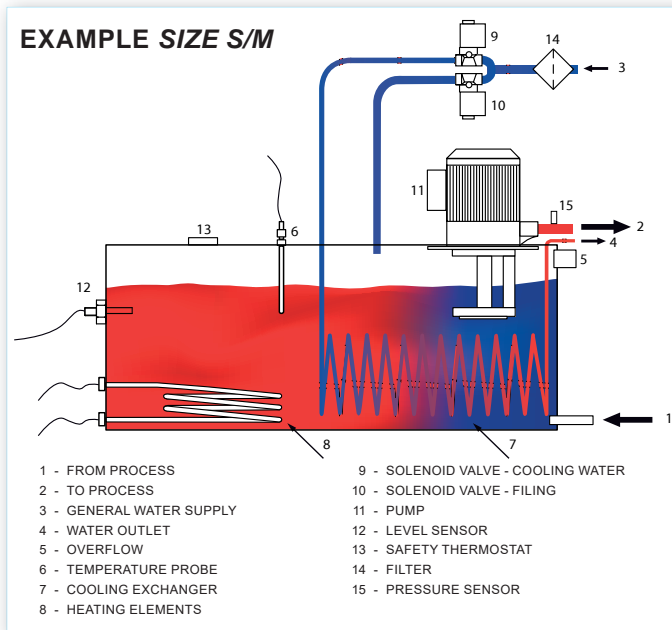 EXAMPLE SIZE S/M
9
14
3
10
11
15
2
13
6
4
5
12
1
8
7
1 - FROM PROCESS
2 - TO PROCESS
3 - GENERAL WATER SUPPLY
4 - WATER OUTLET
5 - OVERFLOW
6 - TEMPERATURE PROBE
7 - COOLING EXCHANGER
8 - HEATING ELEMENTS
9 - SOLENOID VALVE - COOLING WATER
10 - SOLENOID VALVE - FILING
11 - PUMP
12 - LEVEL SENSOR
13 - SAFETY THERMOSTAT
14 - FILTER
15 - PRESSURE SENSOR